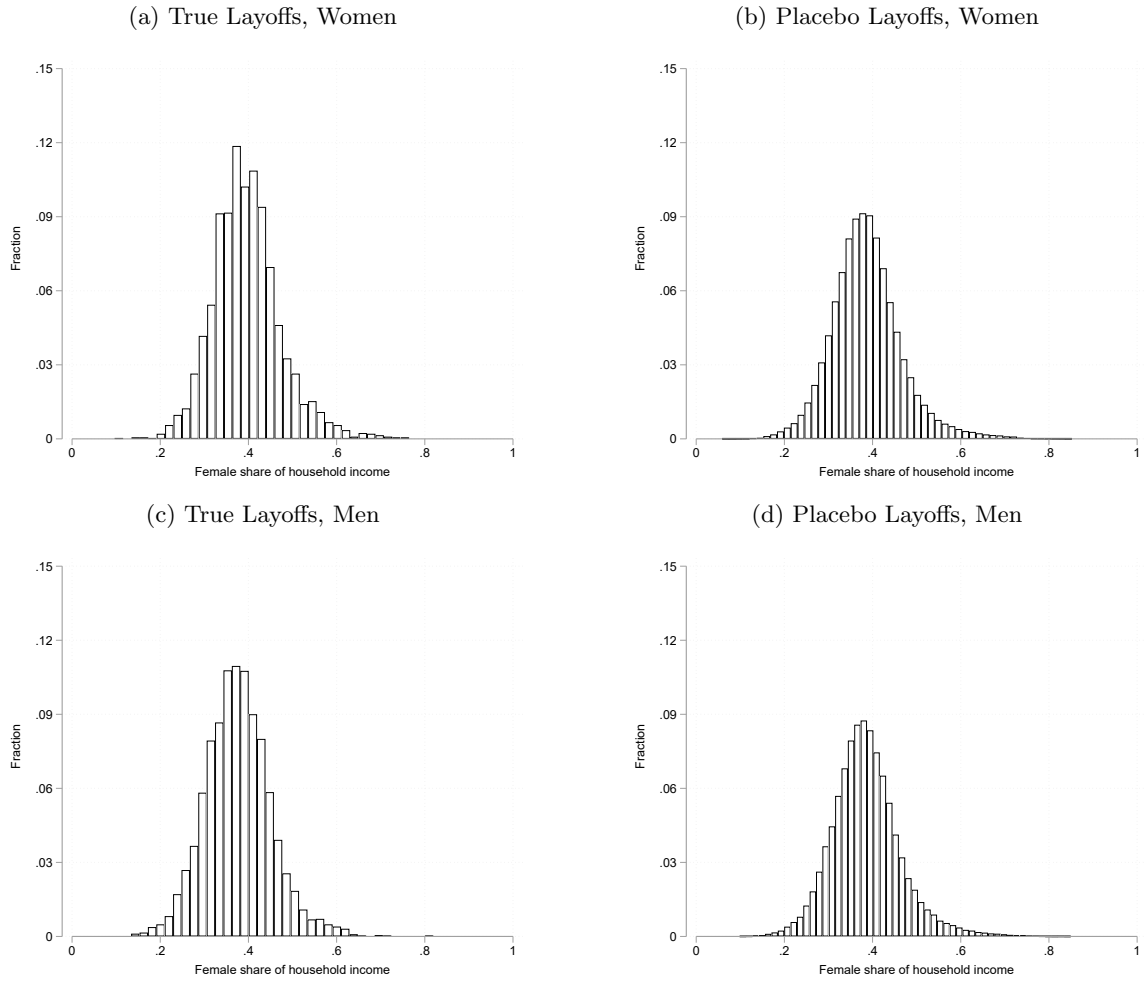 (a) True Layoffs, Women
.15
.12
.09
.06
.03
0
Fraction
0 .2 .4 .6 .8 1
Female share of household income
(b) Placebo Layoffs, Women
.15
.12
.09
.06
.03
0
Fraction
0 .2 .4 .6 .8 1
Female share of household income
(c) True Layoffs, Men
.15
.12
.09
.06
.03
0
Fraction
0 .2 .4 .6 .8 1
Female share of household income
(d) Placebo Layoffs, Men
.15
.12
.09
.06
.03
0
Fraction
0 .2 .4 .6 .8 1
Female share of household income